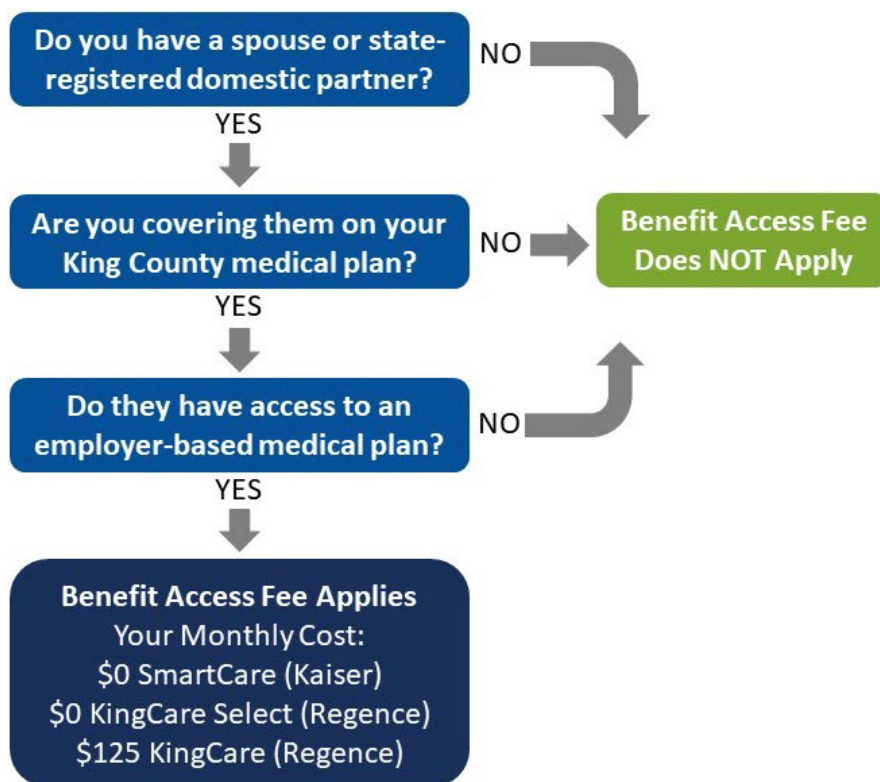 Do you have a spouse or state-
registered domestic partner?
NO
YES
Are you covering them on your
King County medical plan?
NO
Benefit Access Fee
Does NOT Apply
YES
Do they have access to an
employer-based medical plan?
NO
YES
Benefit Access Fee Applies
Your Monthly Cost:
$0 SmartCare (Kaiser)
$0 KingCare Select (Regence)
$125 KingCare (Regence)